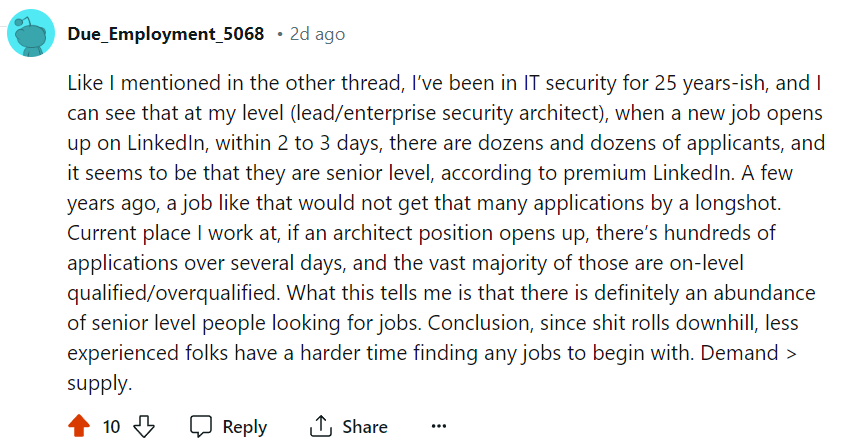 Due_Employment_5068 • 2d ago
Like I mentioned in the other thread, I've been in IT security for 25 years-ish, and I
can see that at my level (lead/enterprise security architect), when a new job opens
up on LinkedIn, within 2 to 3 days, there are dozens and dozens of applicants, and
it seems to be that they are senior level, according to premium LinkedIn. A few
years ago, a job like that would not get that many applications by a longshot.
Current place I work at, if an architect position opens up, there's hundreds of
applications over several days, and the vast majority of those are on-level
qualified/overqualified. What this tells me is that there is definitely an abundance
of senior level people looking for jobs. Conclusion, since shit rolls downhill, less
experienced folks have a harder time finding any jobs to begin with. Demand >
supply.
10 Reply Share •••